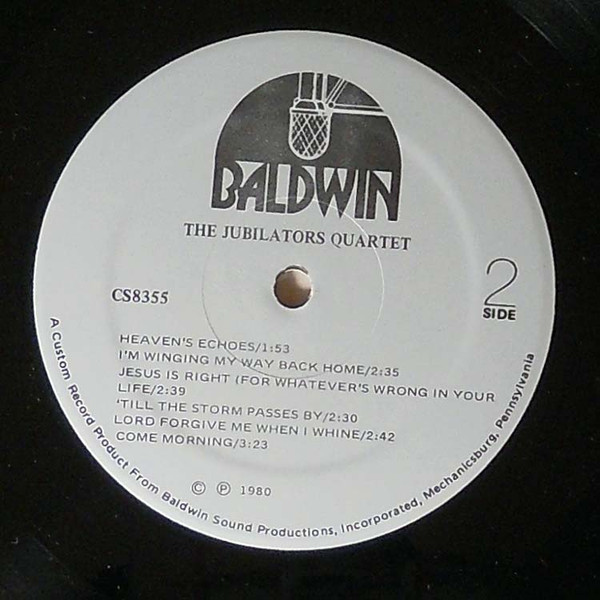 BALDWIN
THE JUBILATORS QUARTET
CS8355
2
SIDE
HEAVEN'S ECHOES/1:53
I'M WINGING MY WAY BACK HOME/2:35
JESUS IS RIGHT (FOR WHATEVER'S WRONG IN YOUR
LIFE/2:39
'TILL THE STORM PASSES BY/2:30
LORD FORGIVE ME WHEN I WHINE/2:42
COME MORNING/3:23
© ℗ 1980
A Custom Record Product From Baldwin Sound Productions, Incorporated, Mechanicsburg, Pennsylvania